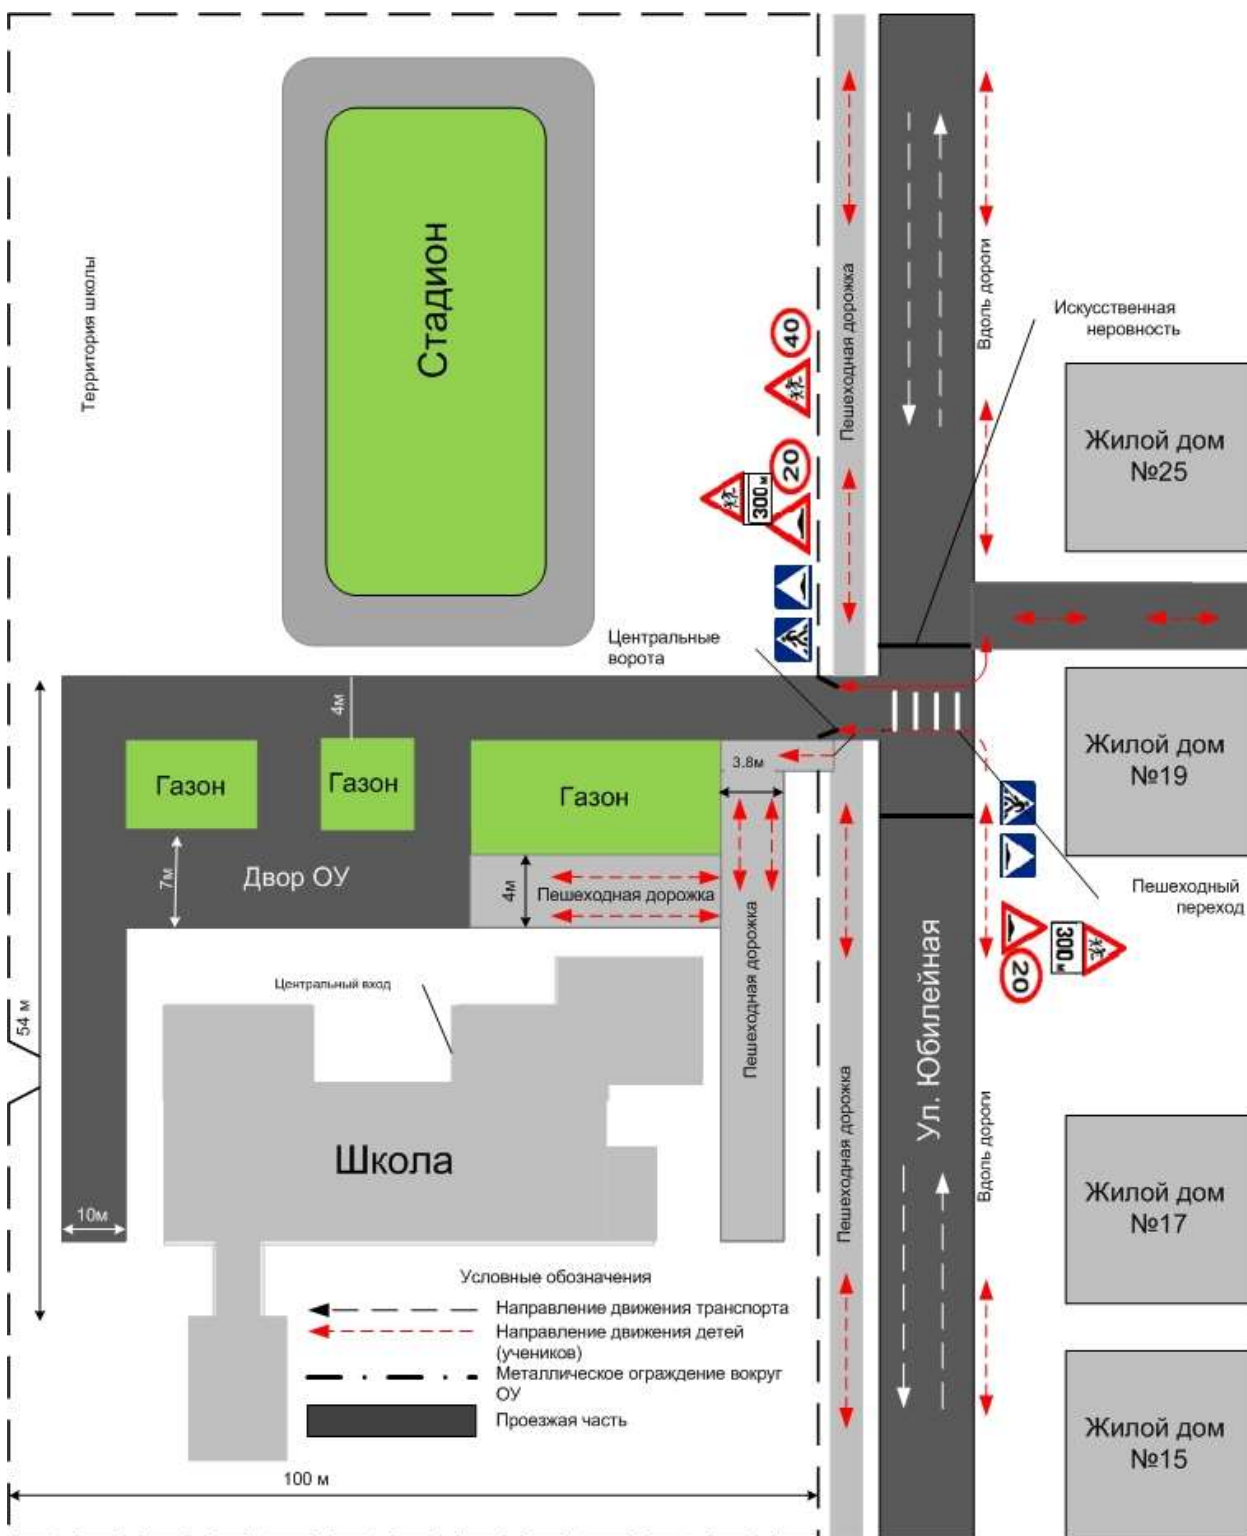 Территория школы
Стадион
40
20
300 м
Пешеходная дорожка
Вдоль дороги
Искусственная
неровность
Жилой дом
№25
Центральные
ворота
4м
3.8м
Газон
Газон
Газон
Жилой дом
№19
7м
Двор ОУ
4м
Пешеходная дорожка
Пешеходная дорожка
Пешеходный
переход
300 м
20
Ул. Юбилейная
Центральный вход
54 м
Школа
Пешеходная дорожка
Вдоль дороги
Жилой дом
№17
10м
Условные обозначения
Направление движения транспорта
Направление движения детей
(учеников)
Металлическое ограждение вокруг
ОУ
Проезжая часть
Жилой дом
№15
100 м